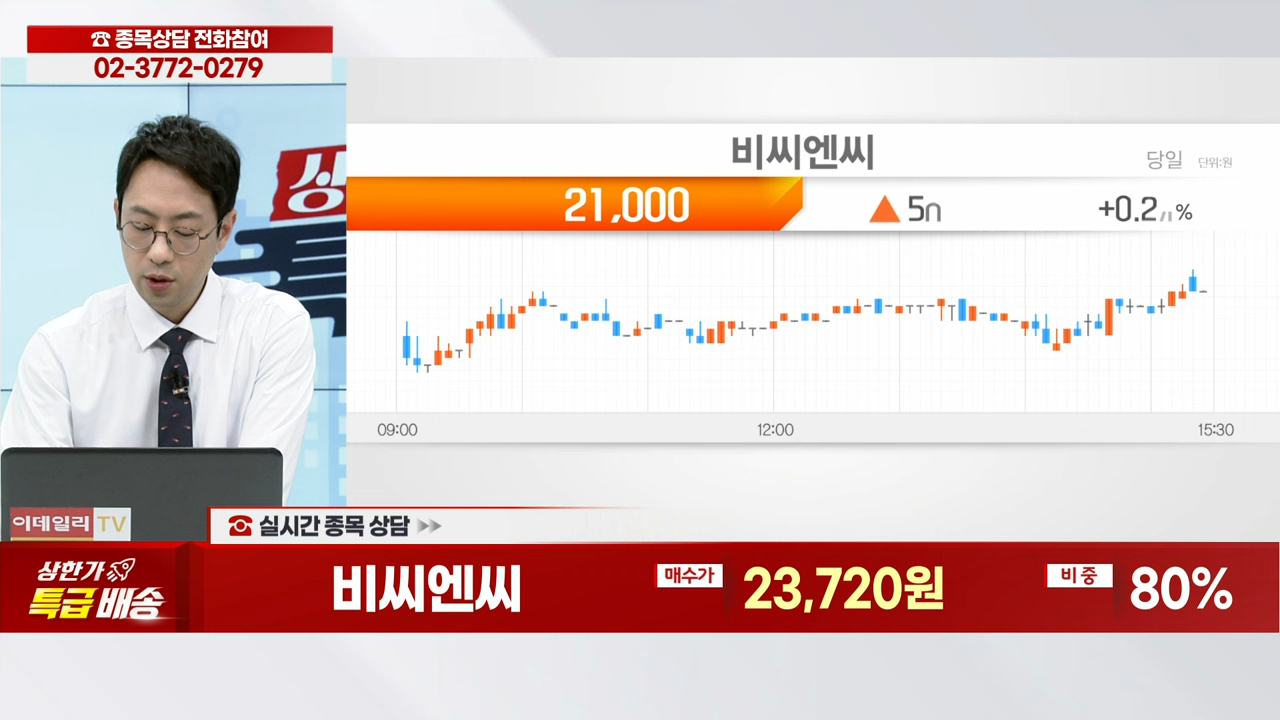 ☎ 종목상담 전화참여
02-3772-0279
상
특
비씨엔씨
당일 단위:원
21,000
▲
09:00 12:00 15:30
이데일리TV
☎ 실시간 종목 상담
상한가
특급 배송
비씨엔씨
매수가 23,720원
비중 80%